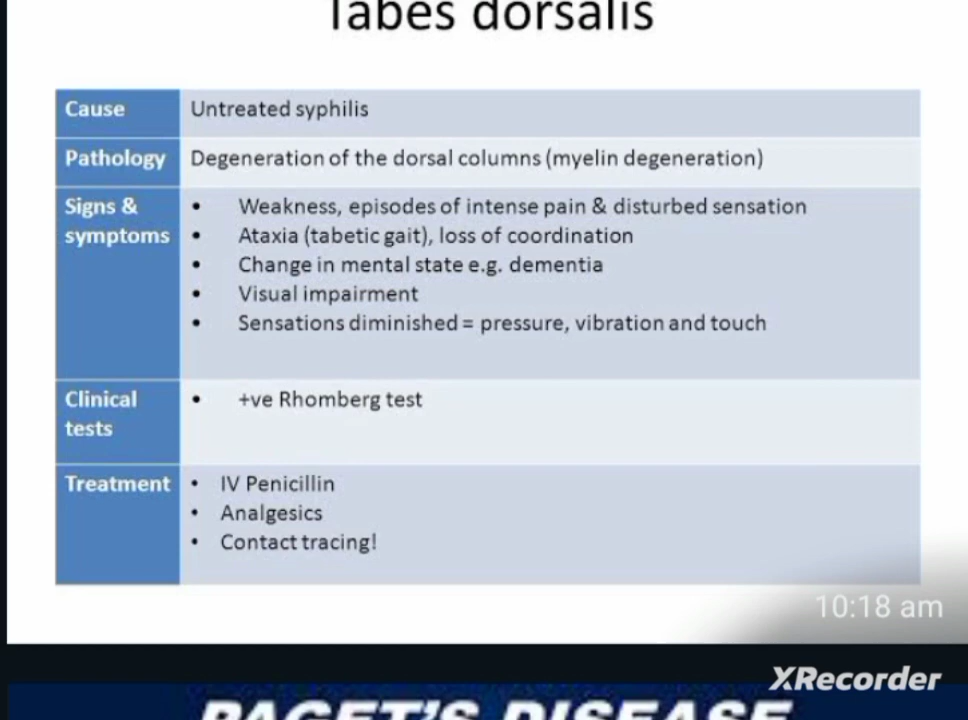 Tabes dorsalis
Cause Untreated syphilis
Pathology Degeneration of the dorsal columns (myelin degeneration)
Signs & • Weakness, episodes of intense pain & disturbed sensation
symptoms • Ataxia (tabetic gait), loss of coordination
• Change in mental state e.g. dementia
• Visual impairment
• Sensations diminished = pressure, vibration and touch
Clinical • +ve Rhomberg test
tests
Treatment • IV Penicillin
• Analgesics
• Contact tracing!
10:18 am
XRecorder
PAGET'S DISEASE